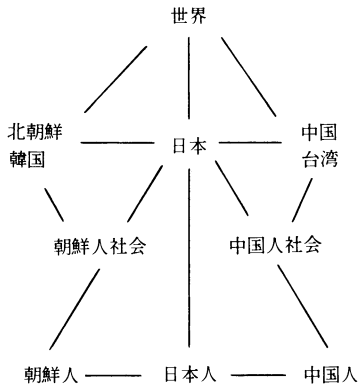 世界
北朝鮮
韓国
日本
中国
台湾
朝鮮人社会
中国人社会
朝鮮人
日本人
中国人